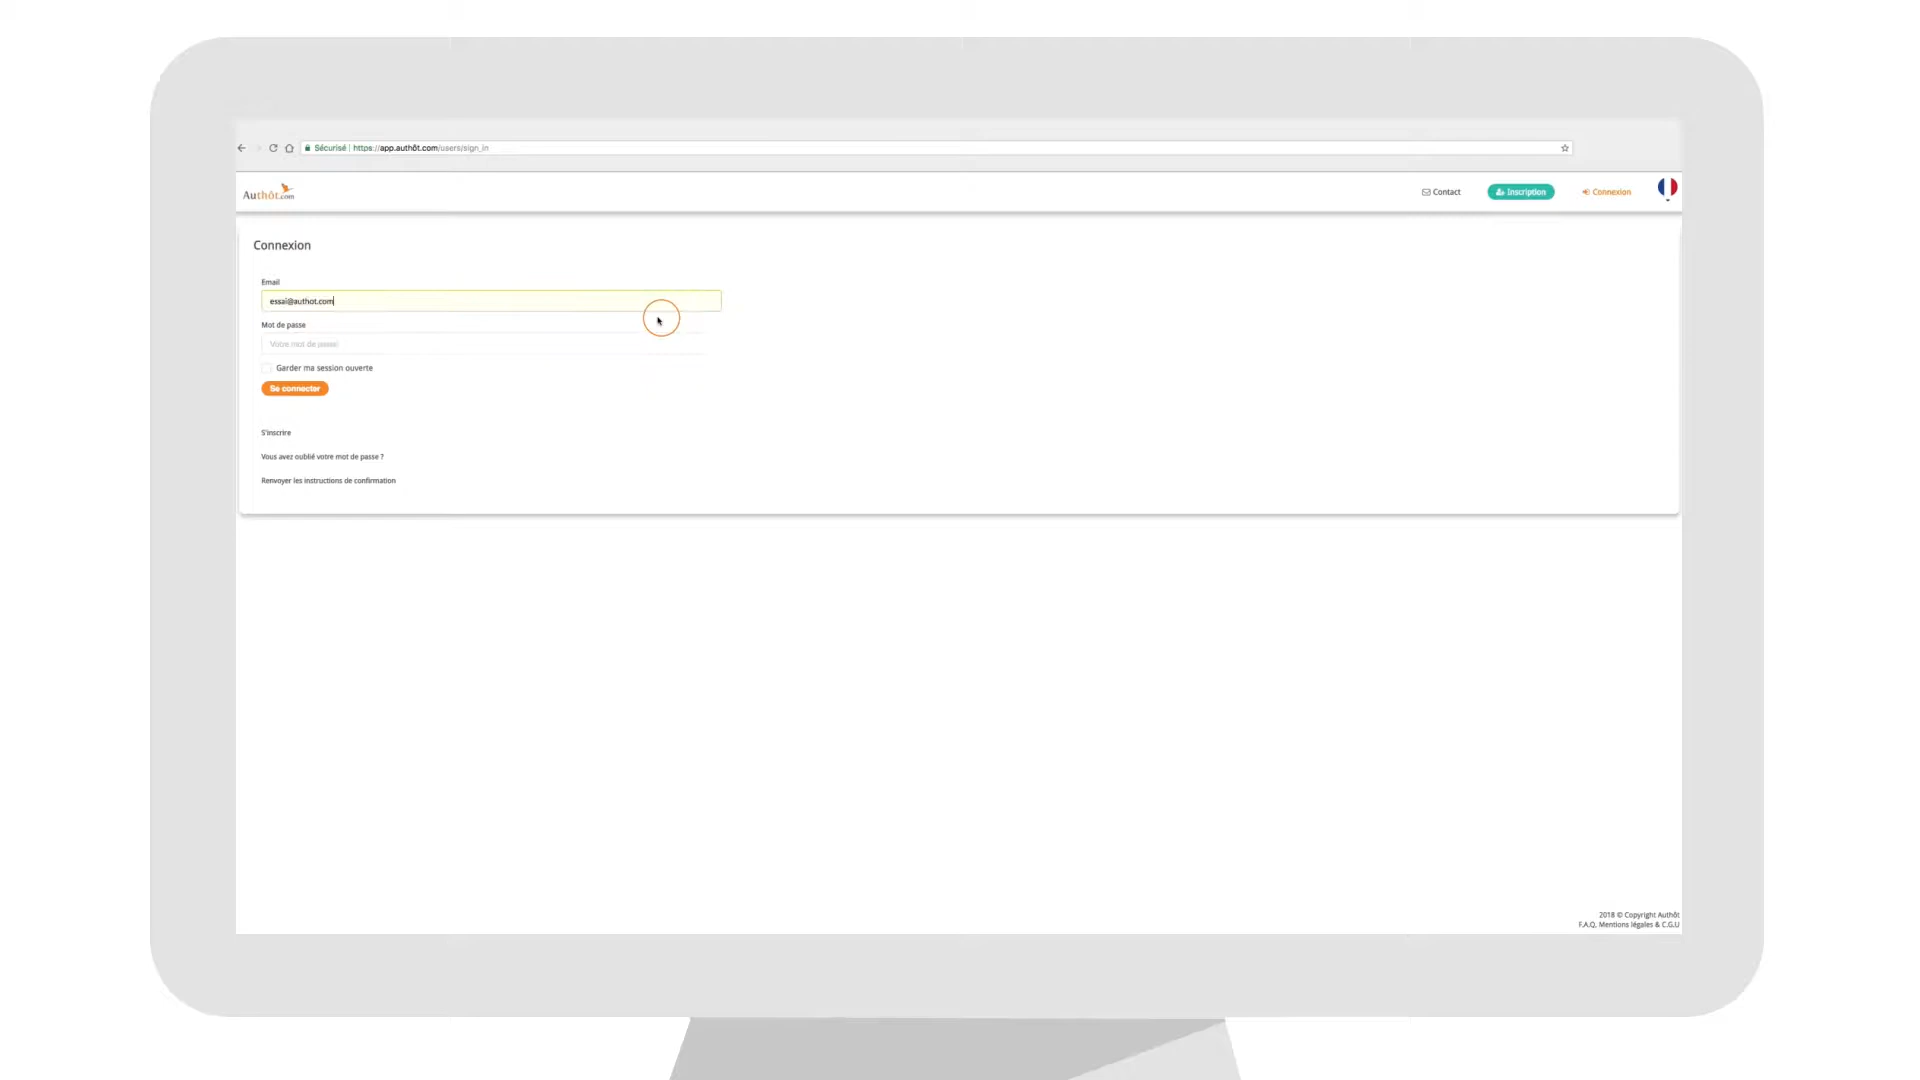 Sécurisé | https://app.authôt.com/users/sign_in
Authôt.com
Contact
Inscription
Connexion
Connexion
Email
essai@authot.com
Mot de passe
Votre mot de passe
Garder ma session ouverte
Se connecter
S'inscrire
Vous avez oublié votre mot de passe ?
Renvoyer les instructions de confirmation
2018 © Copyright Authôt
F.A.Q, Mentions légales & C.G.U